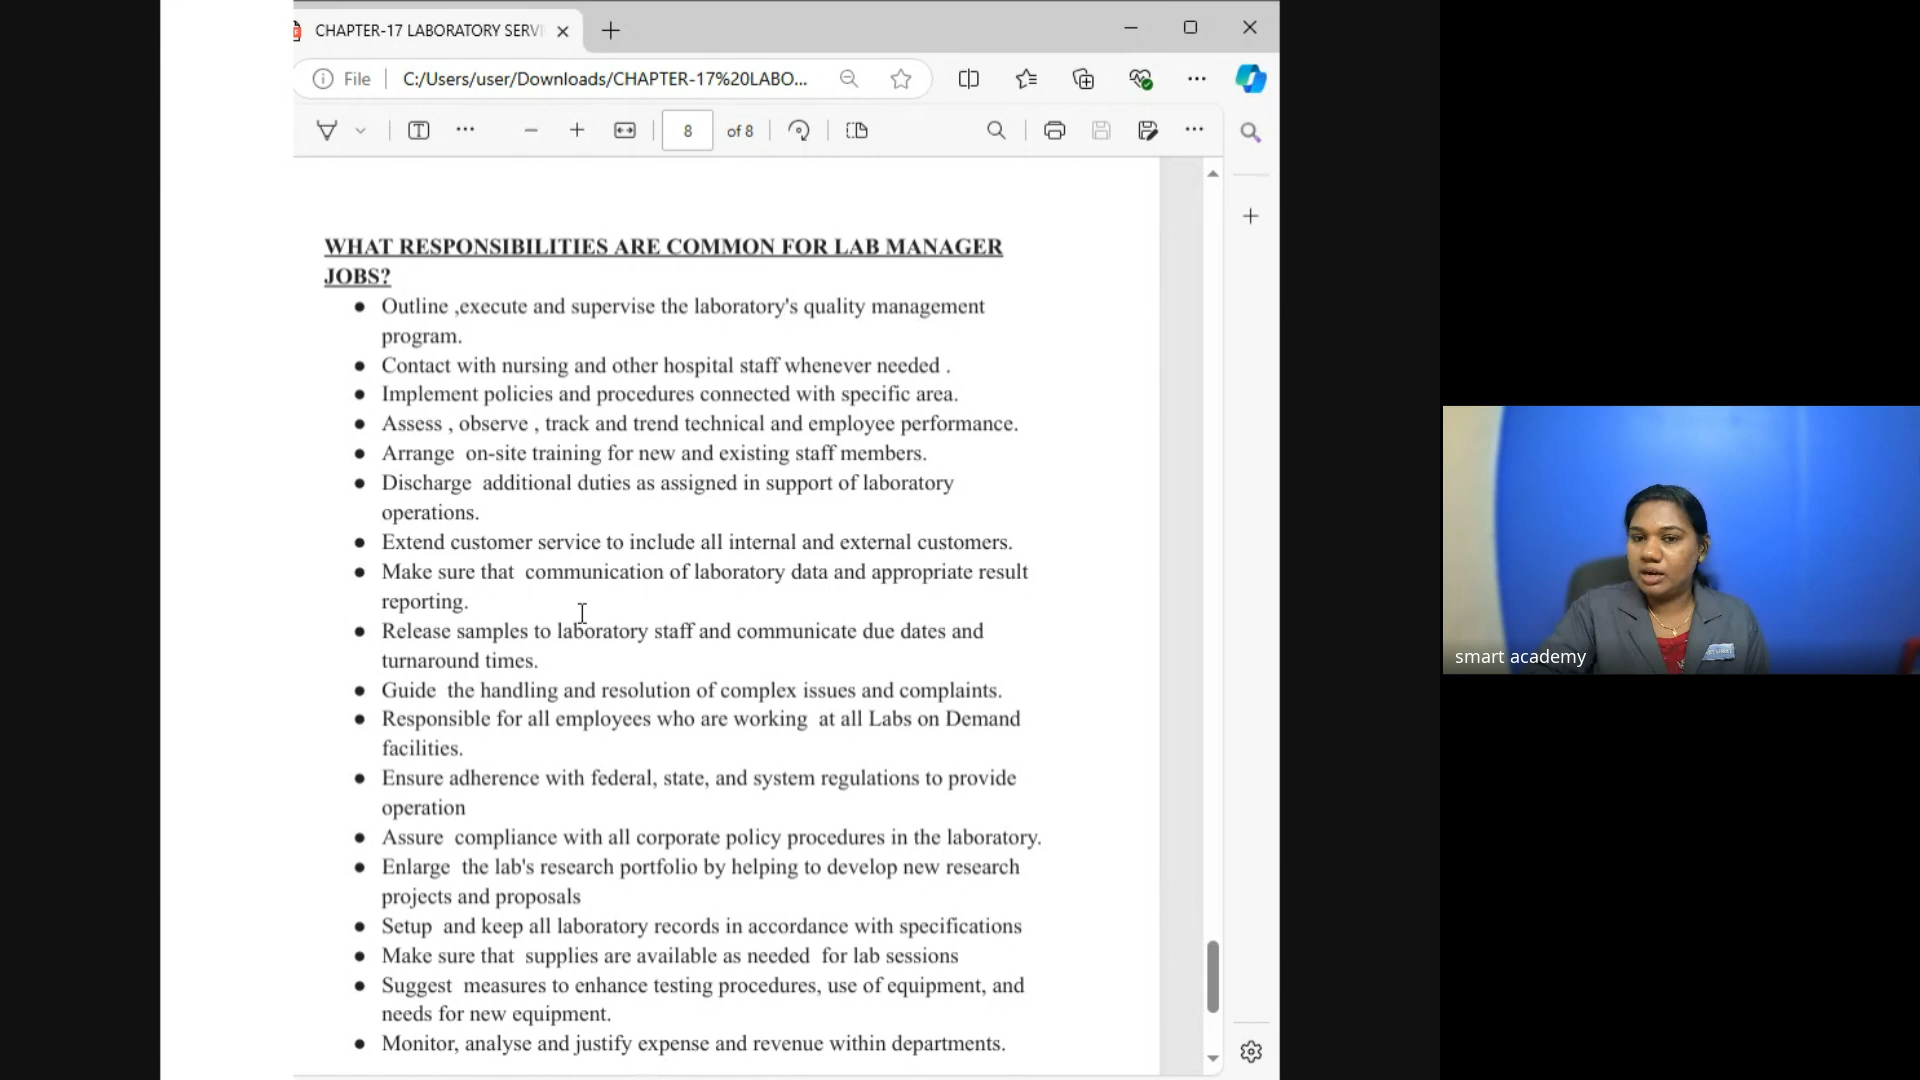 CHAPTER-17 LABORATORY SERVI
File
C:/Users/user/Downloads/CHAPTER-17%20LABO...
8 of 8
WHAT RESPONSIBILITIES ARE COMMON FOR LAB MANAGER
JOBS?
● Outline ,execute and supervise the laboratory's quality management
program.
● Contact with nursing and other hospital staff whenever needed .
● Implement policies and procedures connected with specific area.
● Assess , observe , track and trend technical and employee performance.
● Arrange  on-site training for new and existing staff members.
● Discharge  additional duties as assigned in support of laboratory
operations.
● Extend customer service to include all internal and external customers.
● Make sure that  communication of laboratory data and appropriate result
reporting.
● Release samples to laboratory staff and communicate due dates and
turnaround times.
● Guide  the handling and resolution of complex issues and complaints.
● Responsible for all employees who are working  at all Labs on Demand
facilities.
● Ensure adherence with federal, state, and system regulations to provide
operation
● Assure  compliance with all corporate policy procedures in the laboratory.
● Enlarge  the lab's research portfolio by helping to develop new research
projects and proposals
● Setup  and keep all laboratory records in accordance with specifications
● Make sure that  supplies are available as needed  for lab sessions
● Suggest  measures to enhance testing procedures, use of equipment, and
needs for new equipment.
● Monitor, analyse and justify expense and revenue within departments.
smart academy